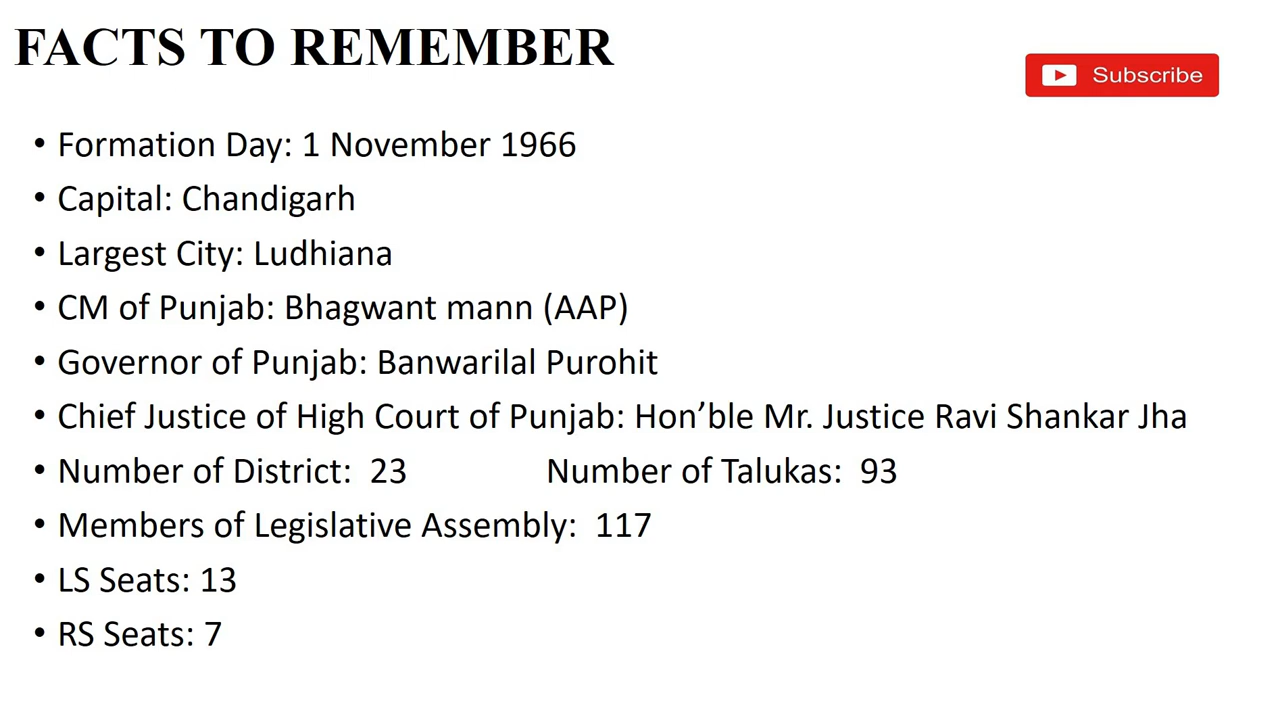 FACTS TO REMEMBER
Subscribe
• Formation Day: 1 November 1966
• Capital: Chandigarh
• Largest City: Ludhiana
• CM of Punjab: Bhagwant mann (AAP)
• Governor of Punjab: Banwarilal Purohit
• Chief Justice of High Court of Punjab: Hon’ble Mr. Justice Ravi Shankar Jha
• Number of District: 23 Number of Talukas: 93
• Members of Legislative Assembly: 117
• LS Seats: 13
• RS Seats: 7